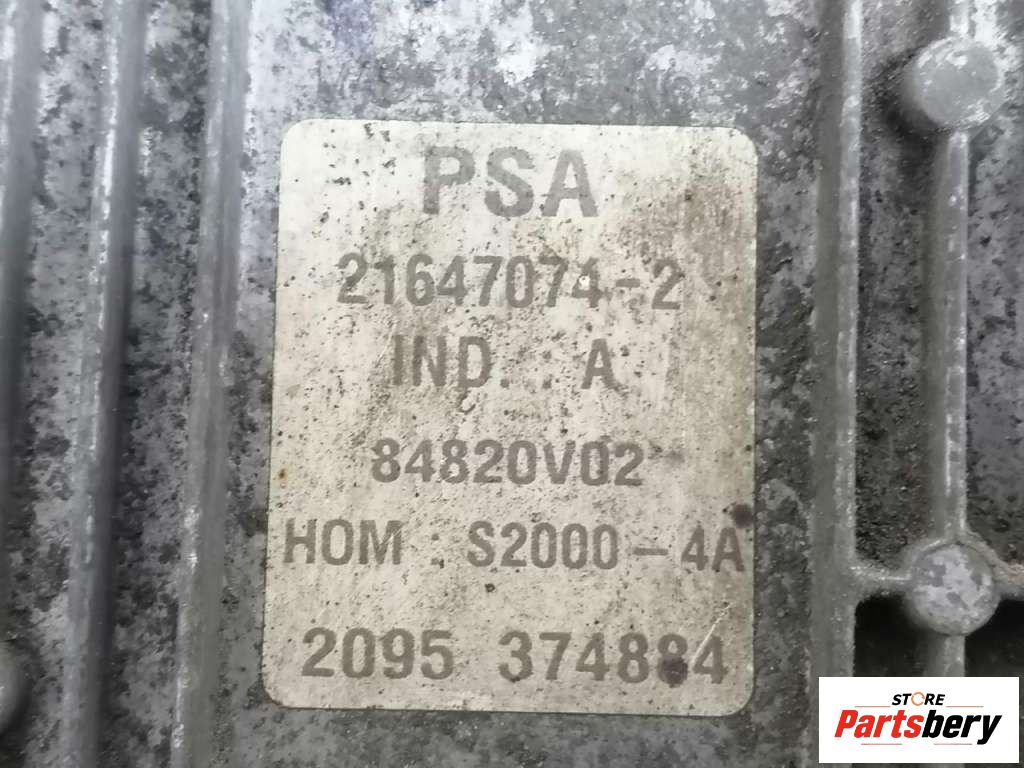 PSA
21647074-2
IND. : A
84820V02
HOM : S2000-4A
2095 374884
STORE
Partsbery